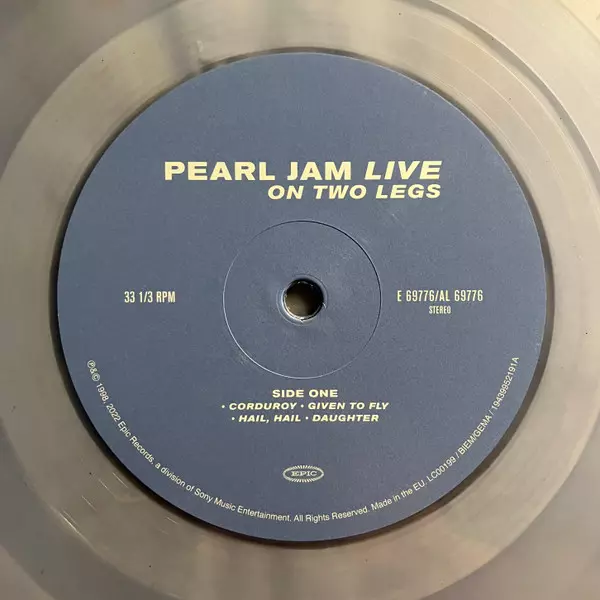 PEARL JAM LIVE
ON TWO LEGS
33 1/3 RPM
E 69776/AL 69776
STEREO
SIDE ONE
• CORDUROY • GIVEN TO FLY
• HAIL, HAIL • DAUGHTER
EPIC
℗&© 1998, 2022 Epic Records, a division of Sony Music Entertainment. All Rights Reserved. Made in the EU. LC00199 / BIEM/GEMA / 19439952191A